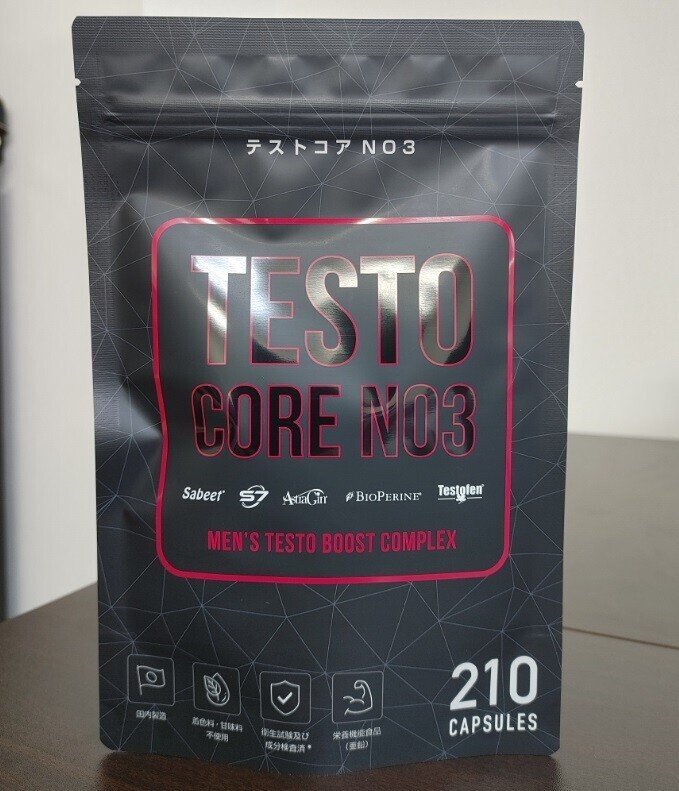 テストコア NO3
TESTO
CORE NO3
Sabeet® S7 AstraGin BIOPERINE® Testofen®
MEN'S TESTO BOOST COMPLEX
国内製造
着色料・甘味料
不使用
衛生試験及び
成分検査済*
栄養機能食品
(亜鉛)
210
CAPSULES